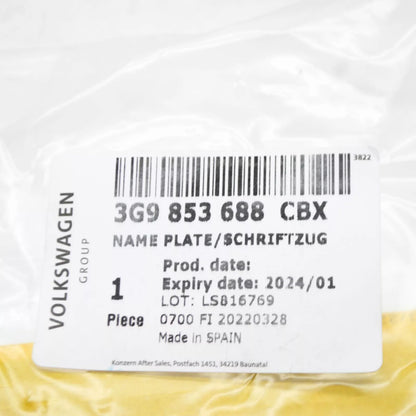 3822
VOLKSWAGEN
GROUP
3G9 853 688 CBX
NAME PLATE/SCHRIFTZUG
Prod. date:
1 Expiry date: 2024/01
LOT: LS816769
Piece 0700 FI 20220328
Made in SPAIN
Konzern After Sales, Postfach 1451, 34219 Baunatal